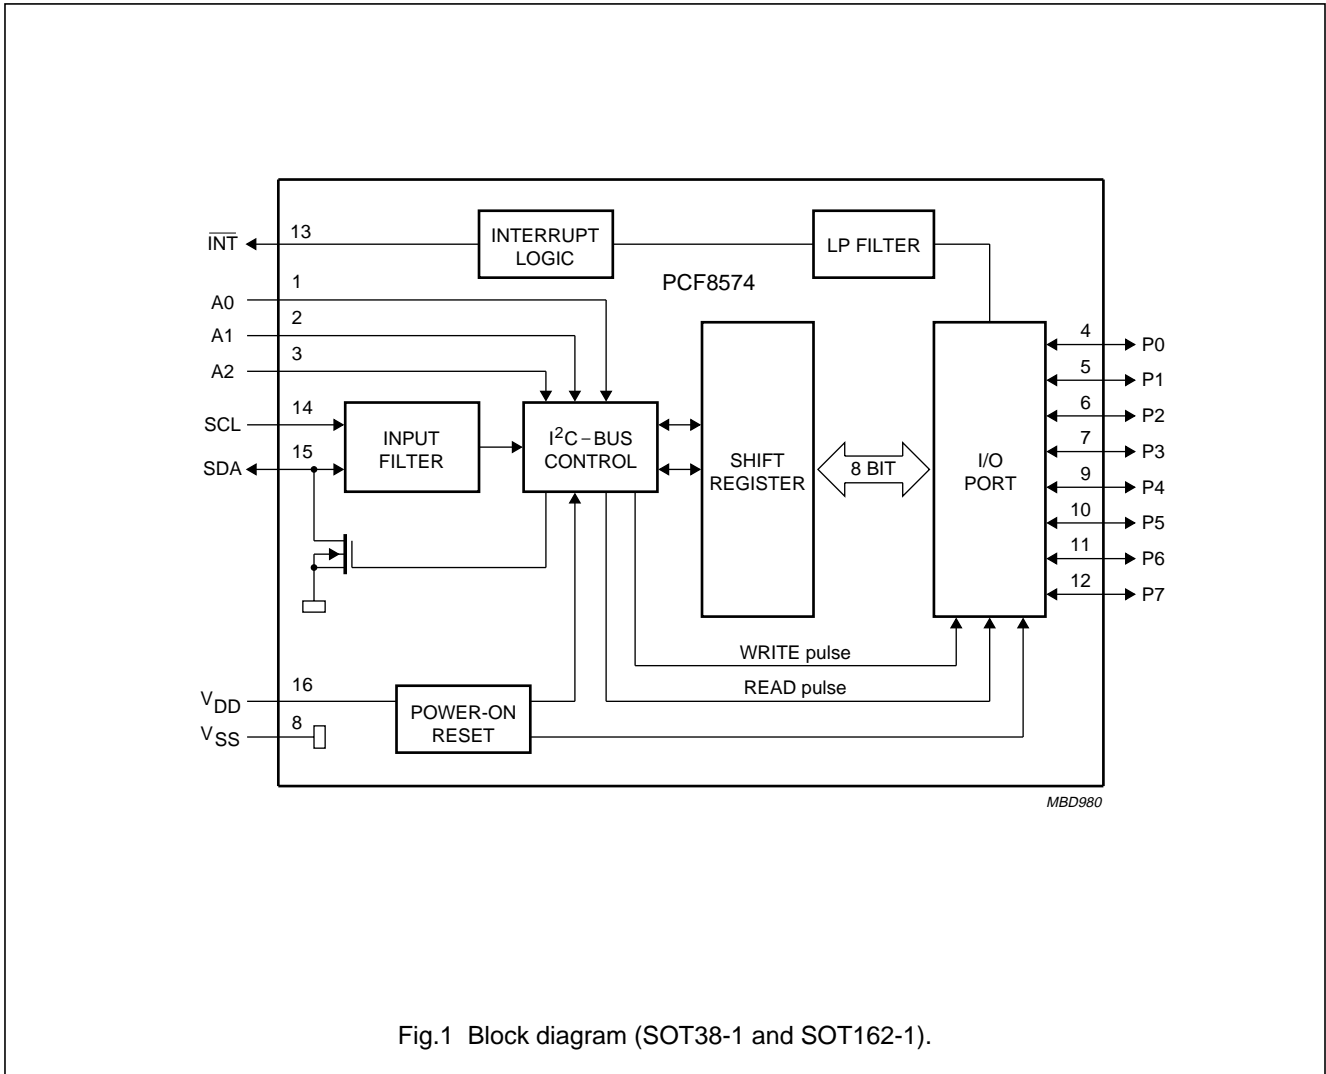 INT
13
INTERRUPT
LOGIC
LP FILTER
PCF8574
A0
1
A1
2
A2
3
SCL
14
SDA
15
INPUT
FILTER
I²C–BUS
CONTROL
SHIFT
REGISTER
8 BIT
I/O
PORT
4
P0
5
P1
6
P2
7
P3
9
P4
10
P5
11
P6
12
P7
WRITE pulse
READ pulse
VDD
16
VSS
8
POWER-ON
RESET
MBD980
Fig.1 Block diagram (SOT38-1 and SOT162-1).